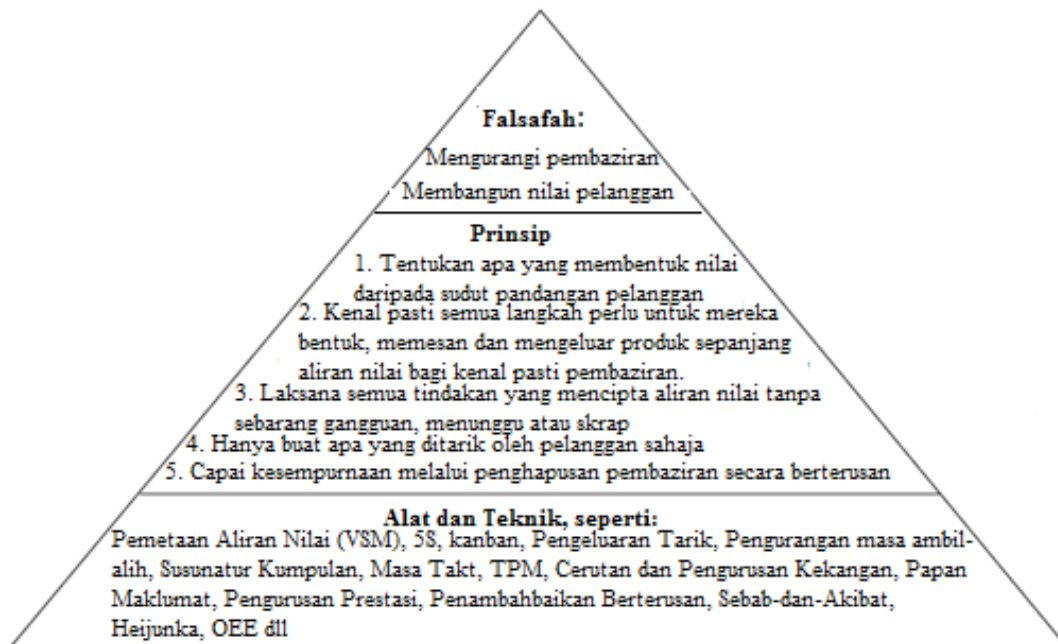 Falsafah:
Mengurangi pembaziran
Membangun nilai pelanggan
Prinsip
1. Tentukan apa yang membentuk nilai
daripada sudut pandangan pelanggan
2. Kenal pasti semua langkah perlu untuk mereka
bentuk, memesan dan mengeluar produk sepanjang
aliran nilai bagi kenal pasti pembaziran.
3. Laksana semua tindakan yang mencipta aliran nilai tanpa
sebarang gangguan, menunggu atau skrap
4. Hanya buat apa yang ditarik oleh pelanggan sahaja
5. Capai kesempurnaan melalui penghapusan pembaziran secara berterusan
Alat dan Teknik, seperti:
Pemetaan Aliran Nilai (VSM), 5S, kanban, Pengeluaran Tarik, Pengurangan masa ambil-
alih, Susunatur Kumpulan, Masa Takt, TPM, Cerutan dan Pengurusan Kekangan, Papan
Maklumat, Pengurusan Prestasi, Penambahbaikan Berterusan, Sebab-dan-Akibat,
Heijunka, OEE dll